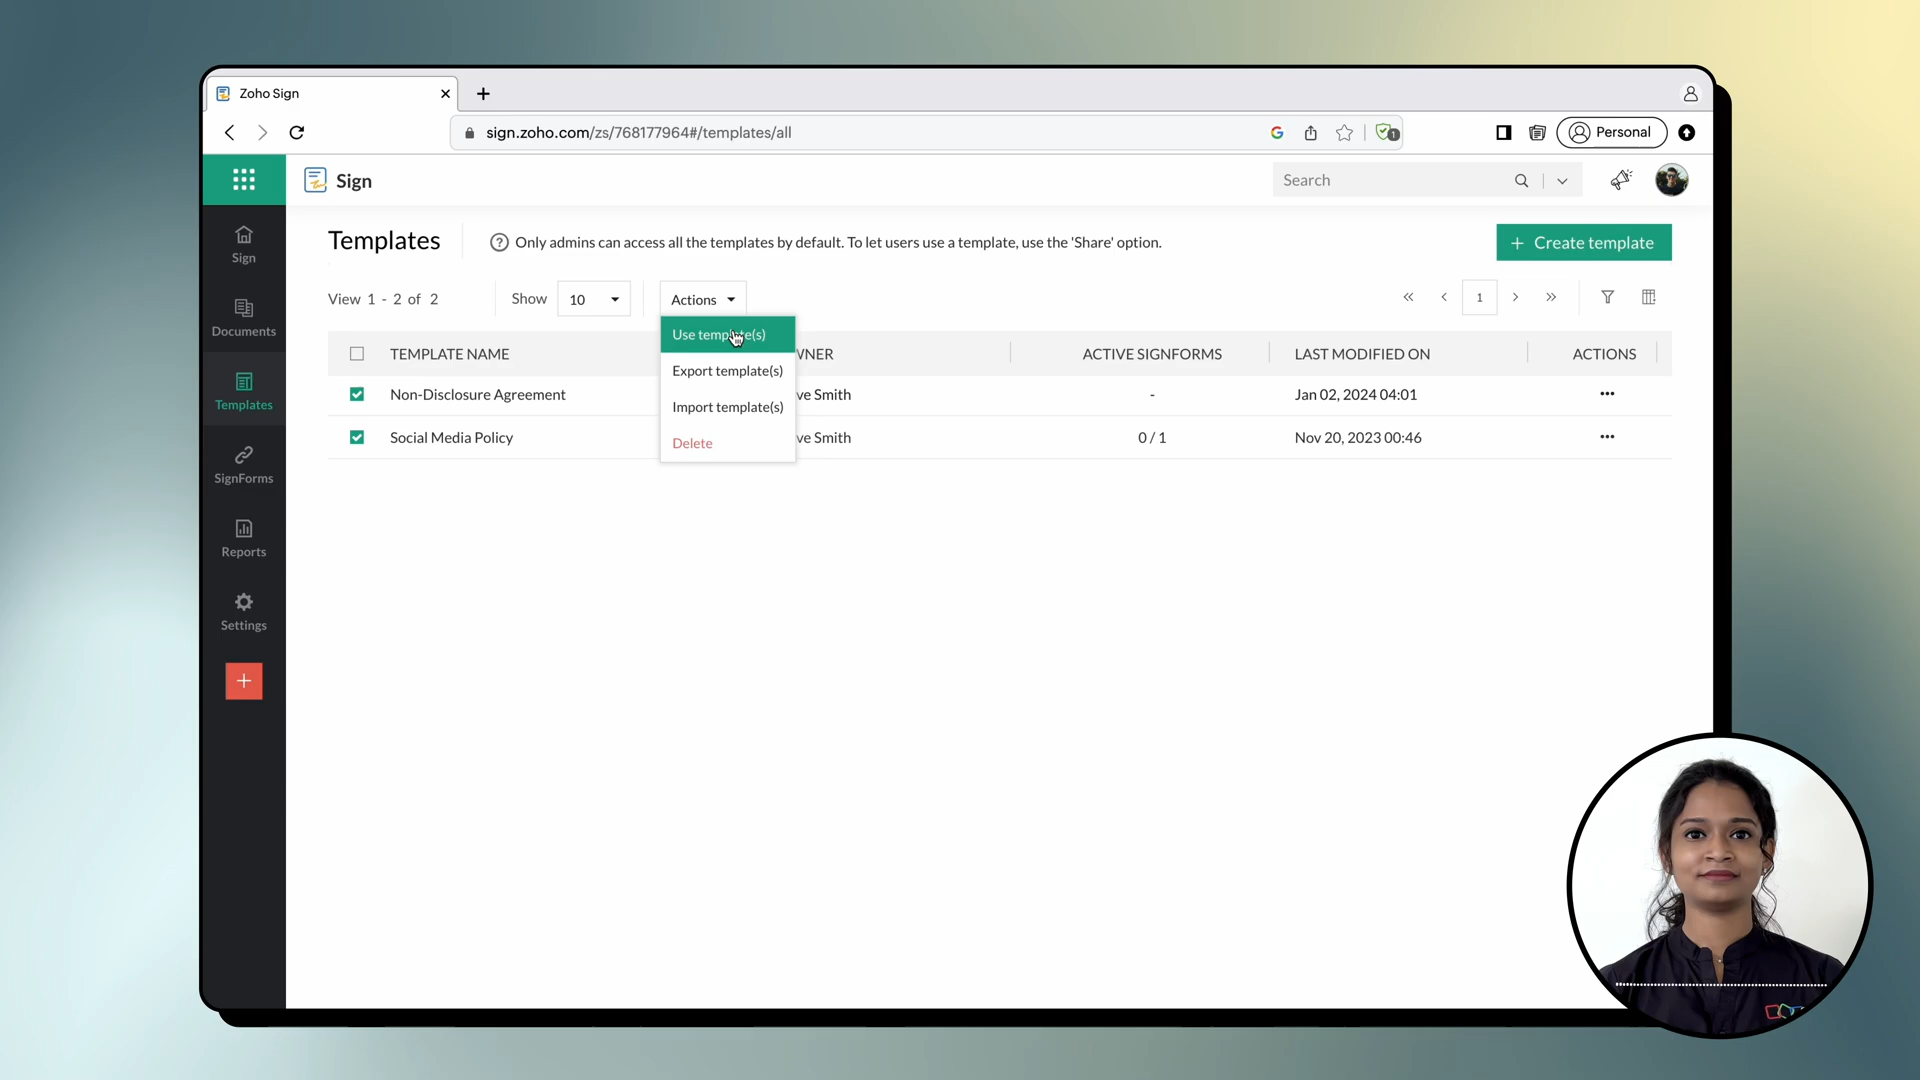 Zoho Sign
sign.zoho.com/zs/768177964#/templates/all
1
Personal
Sign
Search
Sign
Documents
Templates
SignForms
Reports
Settings
Templates
Only admins can access all the templates by default. To let users use a template, use the 'Share' option.
+ Create template
View 1 - 2 of 2
Show
10
Actions
1
Use template(s)
Export template(s)
Import template(s)
Delete
TEMPLATE NAME
WNER
ACTIVE SIGNFORMS
LAST MODIFIED ON
ACTIONS
Non-Disclosure Agreement
ve Smith
-
Jan 02, 2024 04:01
Social Media Policy
ve Smith
0 / 1
Nov 20, 2023 00:46